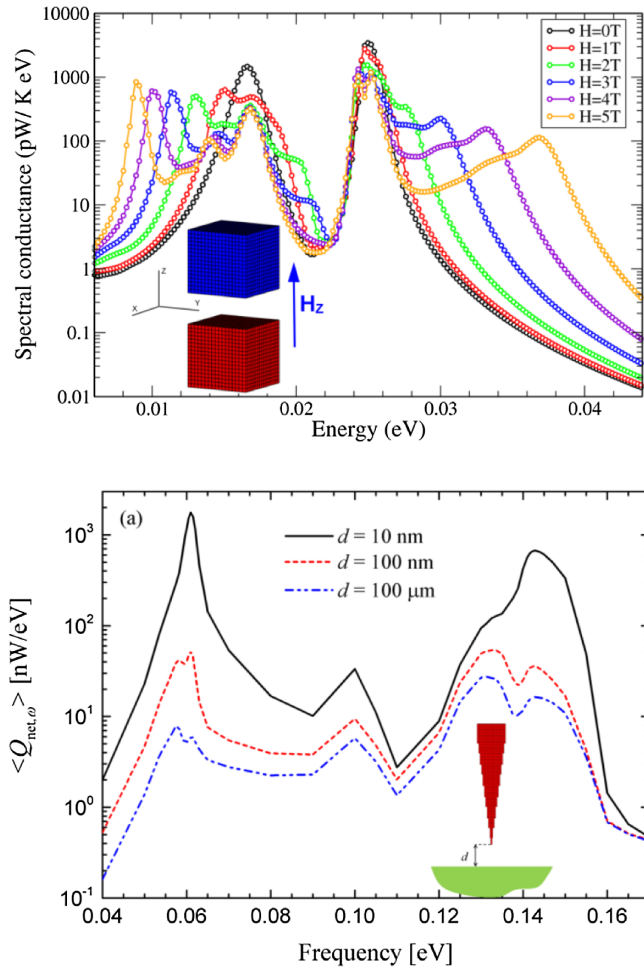 Spectral conductance (pW/ K eV)
10000
1000
100
10
1
0.1
0.01
H=0T
H=1T
H=2T
H=3T
H=4T
H=5T
Z
X
Y
Hz
0.01
0.02
0.03
0.04
Energy (eV)
(a)
<Qnet,ω> [nW/eV]
10³
10²
10¹
10⁰
10⁻¹
d = 10 nm
d = 100 nm
d = 100 μm
d
0.04
0.06
0.08
0.10
0.12
0.14
0.16
Frequency [eV]